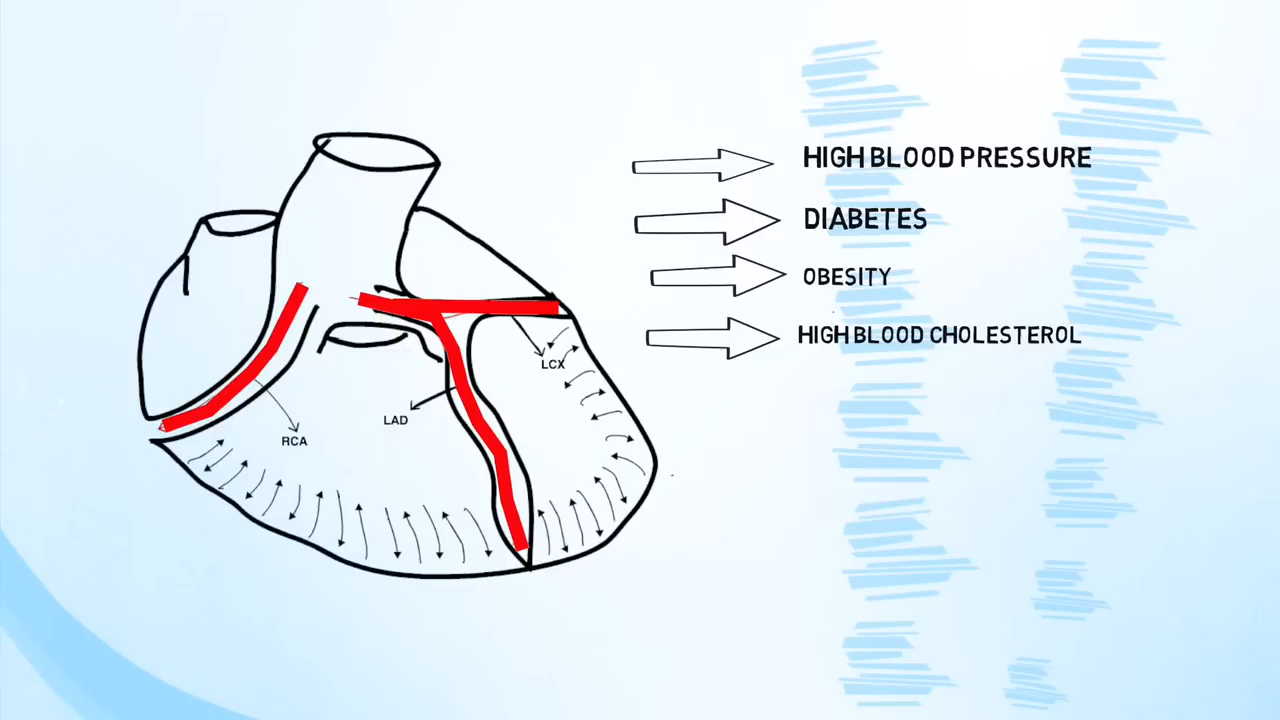 HIGH BLOOD PRESSURE
DIABETES
OBESITY
HIGH BLOOD CHOLESTEROL
LCX
LAD
RCA